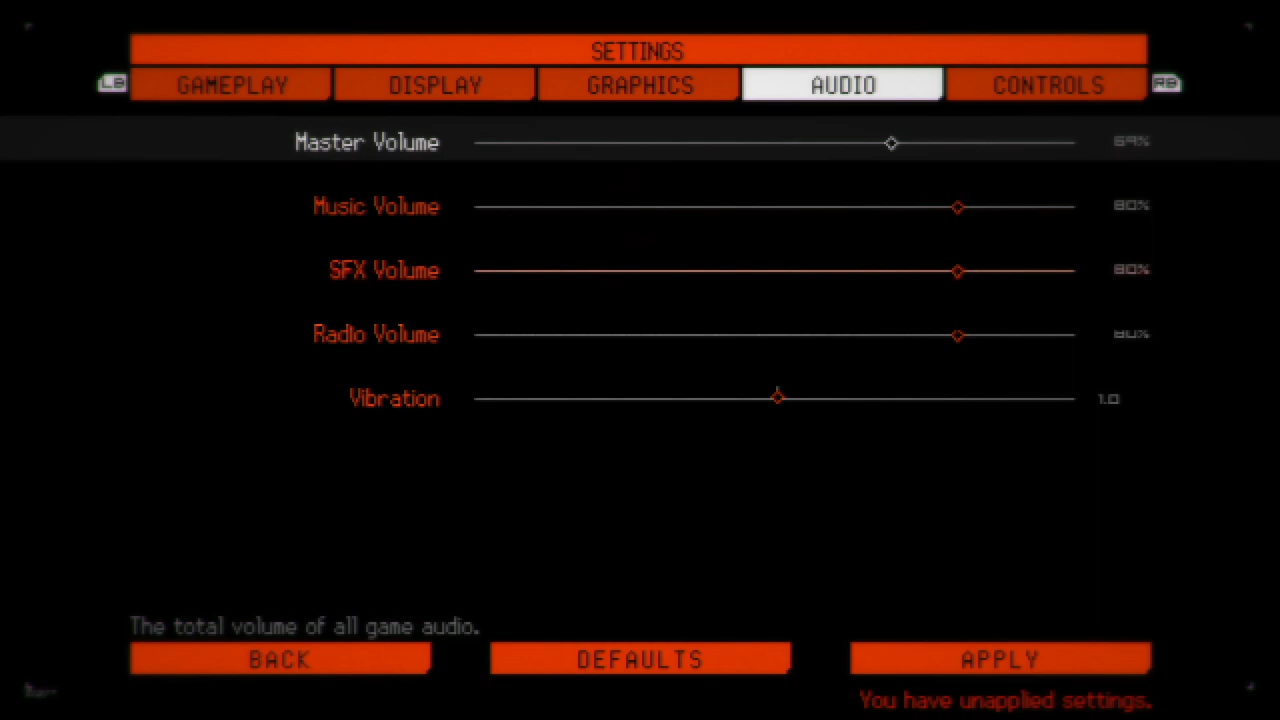 SETTINGS
LB GAMEPLAY DISPLAY GRAPHICS AUDIO CONTROLS RB
Master Volume 69%
Music Volume 80%
SFX Volume 80%
Radio Volume 80%
Vibration 1.0
The total volume of all game audio.
BACK DEFAULTS APPLY
You have unapplied settings.